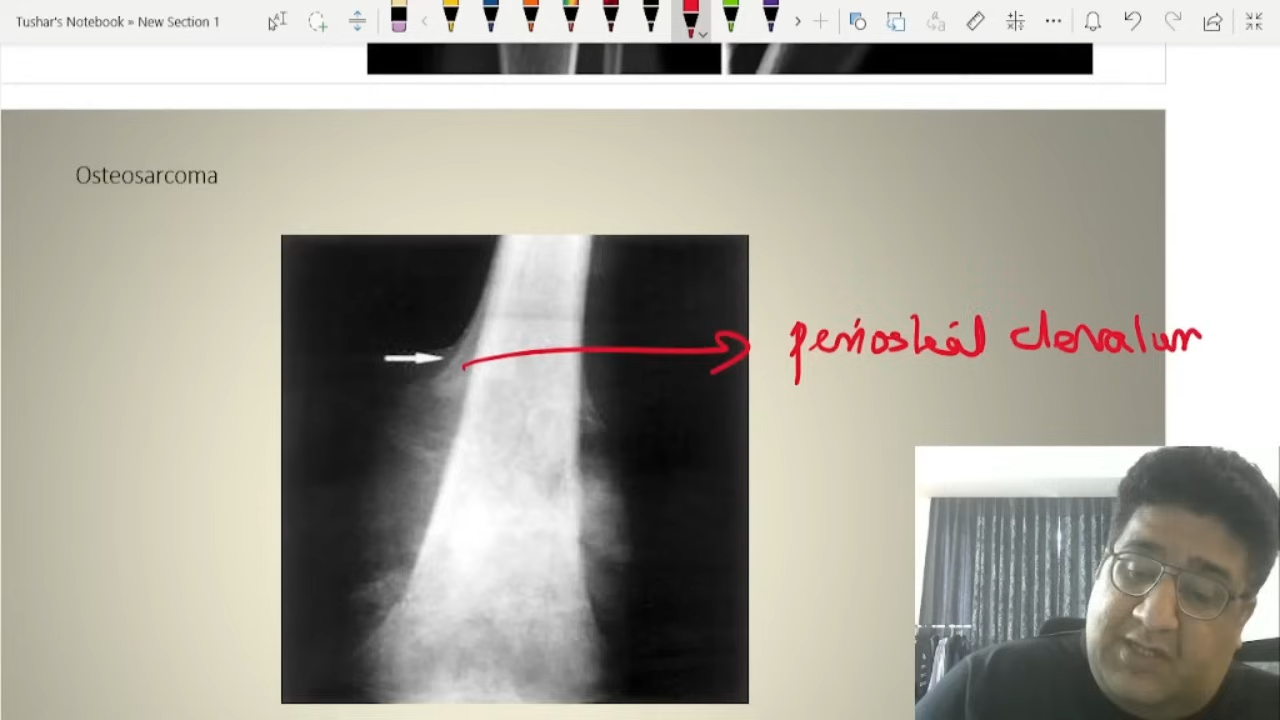 Tushar's Notebook » New Section 1
Osteosarcoma
periosteal elevation